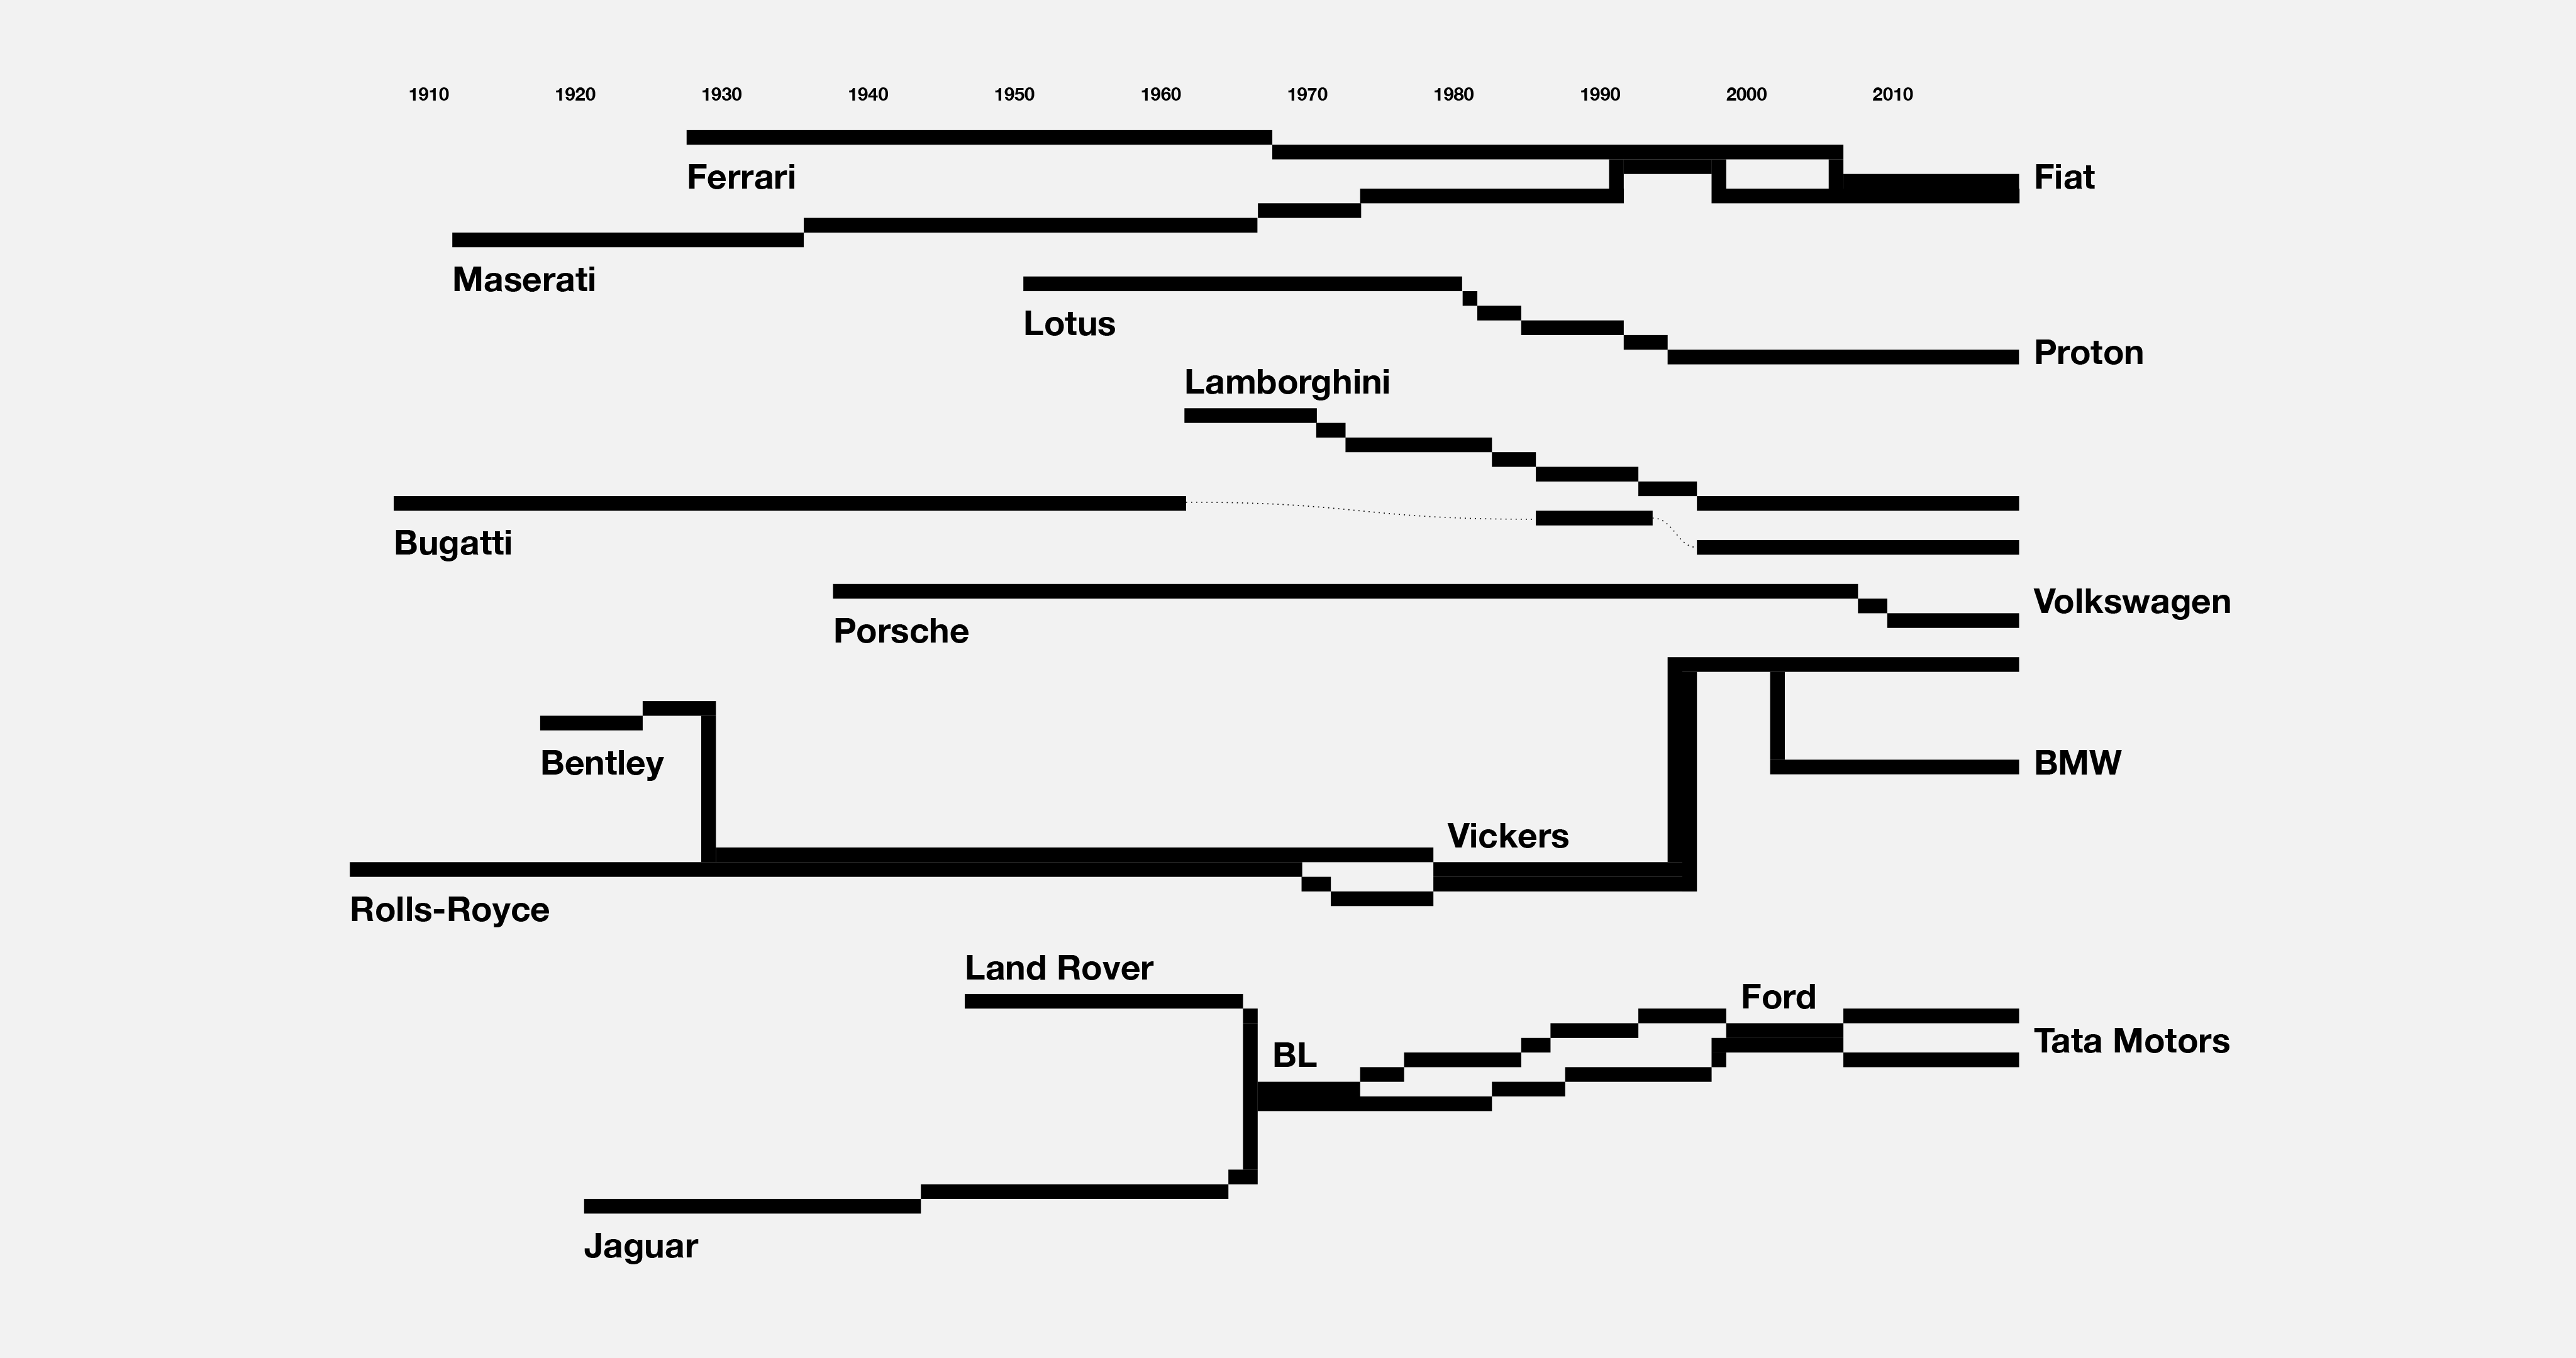 1910 1920 1930 1940 1950 1960 1970 1980 1990 2000 2010
Ferrari
Fiat
Maserati
Lotus
Proton
Lamborghini
Bugatti
Volkswagen
Porsche
Bentley
BMW
Vickers
Rolls-Royce
Land Rover
Ford
BL
Tata Motors
Jaguar